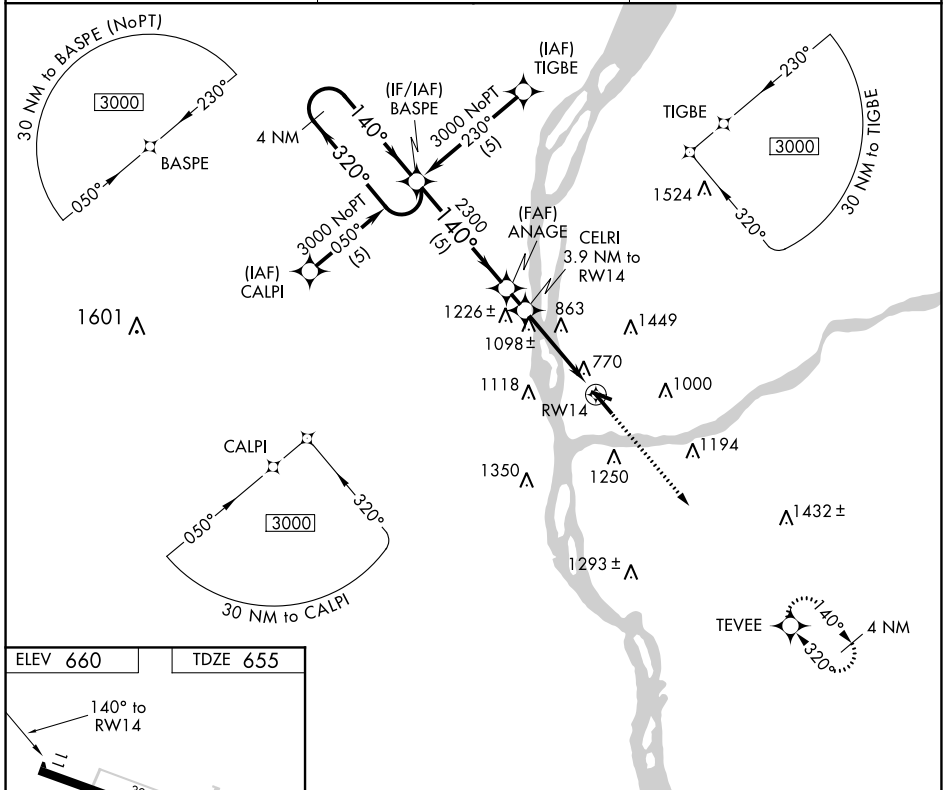 30 NM to BASPE (NoPT)
3000
230°
050°
BASPE
(IAF)
TIGBE
(IF/IAF)
BASPE
3000 NoPT
230°
(5)
4 NM
140°
320°
3000 NoPT
050°
(5)
(IAF)
CALPI
2300
140°
(5)
(FAF)
ANAGE
CELRI
3.9 NM to
RW14
TIGBE
230°
3000
30 NM to TIGBE
320°
1524
1601
1226 ±
1098 ±
863
1449
770
1118
1000
RW14
1350
1250
1194
1432 ±
1293 ±
CALPI
050°
320°
3000
30 NM to CALPI
TEVEE
140°
320°
4 NM
ELEV 660
TDZE 655
140° to
RW14